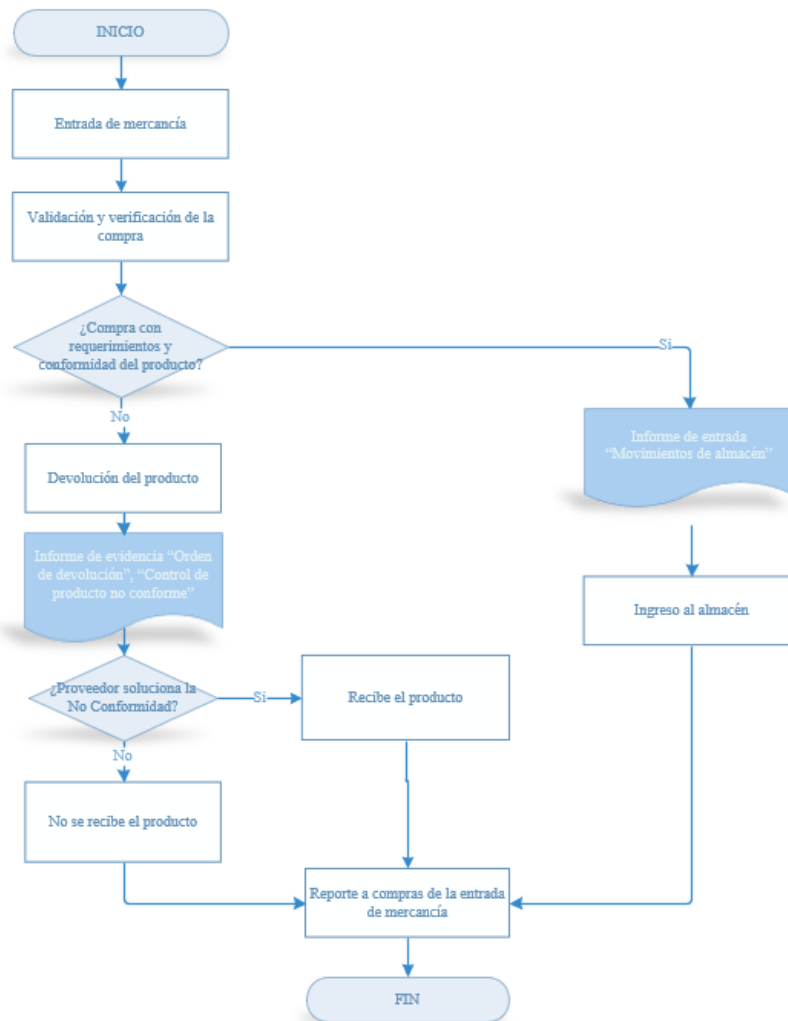 INICIO
Entrada de mercancía
Validación y verificación de la
compra
¿Compra con
requerimientos y
conformidad del producto?
Si
No
Informe de entrada
“Movimientos de almacén”
Devolución del producto
Informe de evidencia “Orden
de devolución”, “Control de
producto no conforme”
Ingreso al almacén
¿Proveedor soluciona la
No Conformidad?
Si
Recibe el producto
No
No se recibe el producto
Reporte a compras de la entrada
de mercancía
FIN